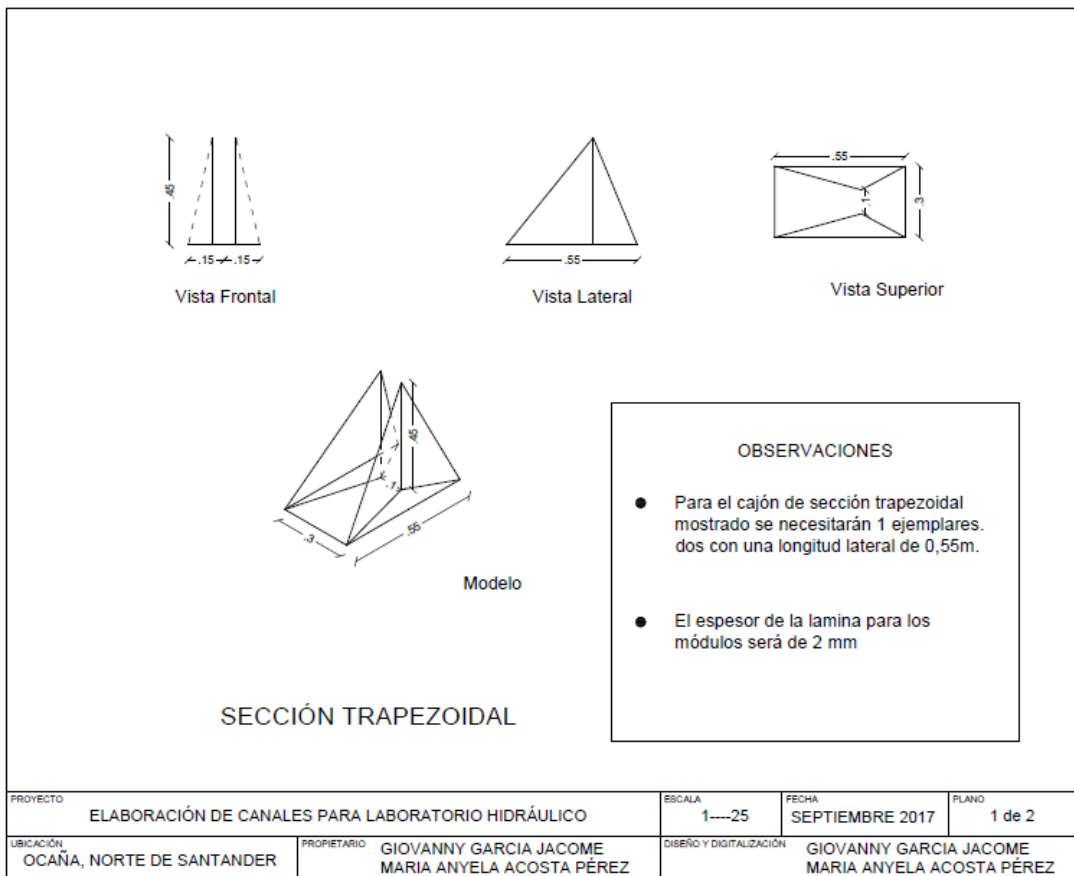 .45
.15
.15
Vista Frontal
.55
Vista Lateral
.55
.1
.3
Vista Superior
.45
.1
.3
.55
Modelo
OBSERVACIONES
● Para el cajón de sección trapezoidal
mostrado se necesitarán 1 ejemplares.
dos con una longitud lateral de 0,55m.
● El espesor de la lamina para los
módulos será de 2 mm
SECCIÓN TRAPEZOIDAL
PROYECTO
ELABORACIÓN DE CANALES PARA LABORATORIO HIDRÁULICO
ESCALA
1----25
FECHA
SEPTIEMBRE 2017
PLANO
1 de 2
UBICACIÓN
OCAÑA, NORTE DE SANTANDER
PROPIETARIO
GIOVANNY GARCIA JACOME
MARIA ANYELA ACOSTA PÉREZ
DISEÑO Y DIGITALIZACIÓN
GIOVANNY GARCIA JACOME
MARIA ANYELA ACOSTA PÉREZ